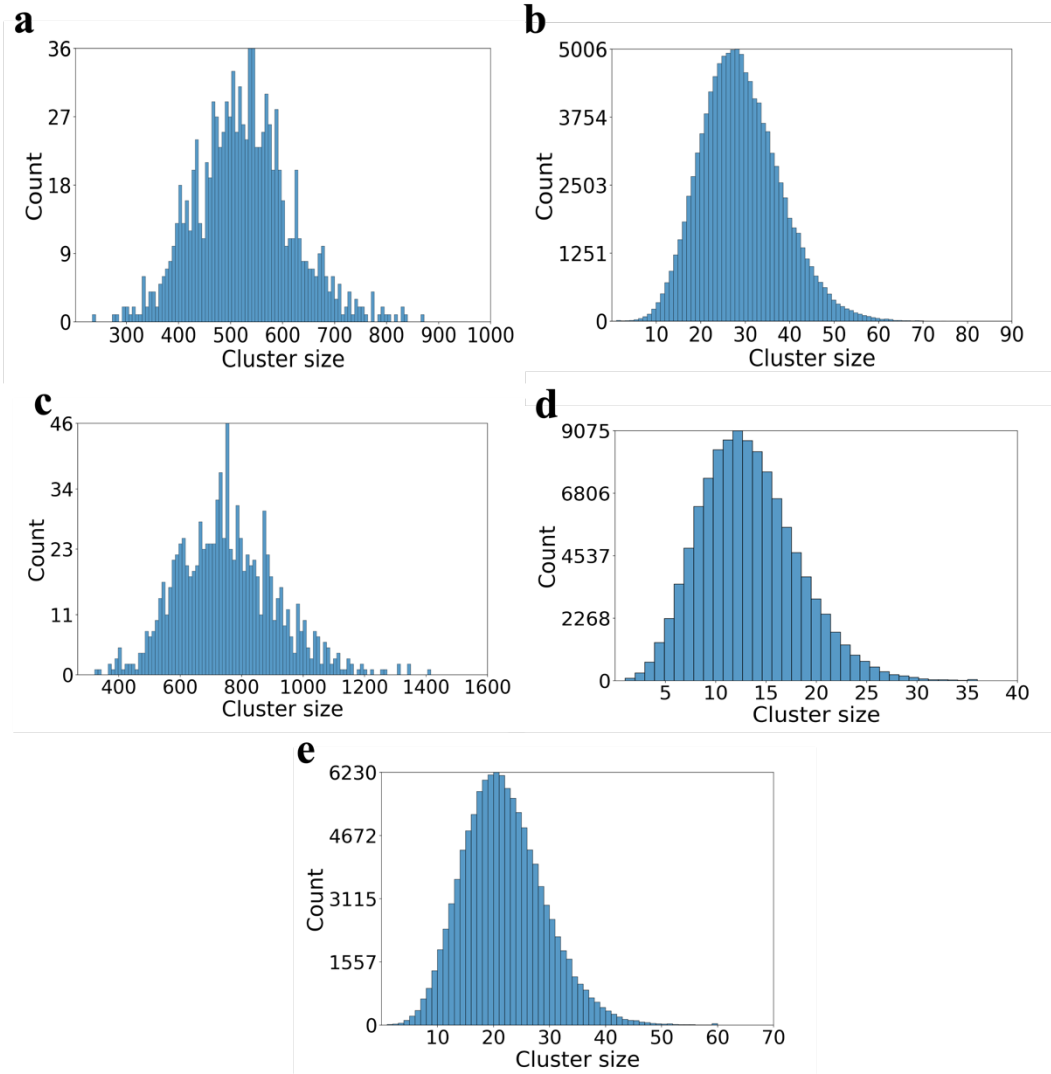 a
36
27
18
9
0
Count
300 400 500 600 700 800 900 1000
Cluster size
b
5006
3754
2503
1251
0
Count
10 20 30 40 50 60 70 80 90
Cluster size
c
46
34
23
11
0
Count
400 600 800 1000 1200 1400 1600
Cluster size
d
9075
6806
4537
2268
0
Count
5 10 15 20 25 30 35 40
Cluster size
e
6230
4672
3115
1557
0
Count
10 20 30 40 50 60 70
Cluster size